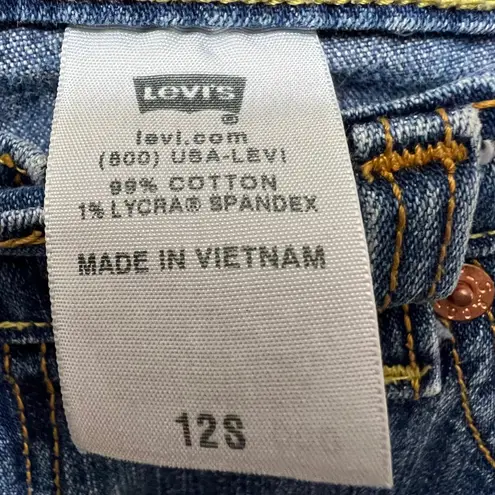 LEVI'S
®
levi.com
(800) USA-LEVI
99% COTTON
1% LYCRA® SPANDEX
MADE IN VIETNAM
12S